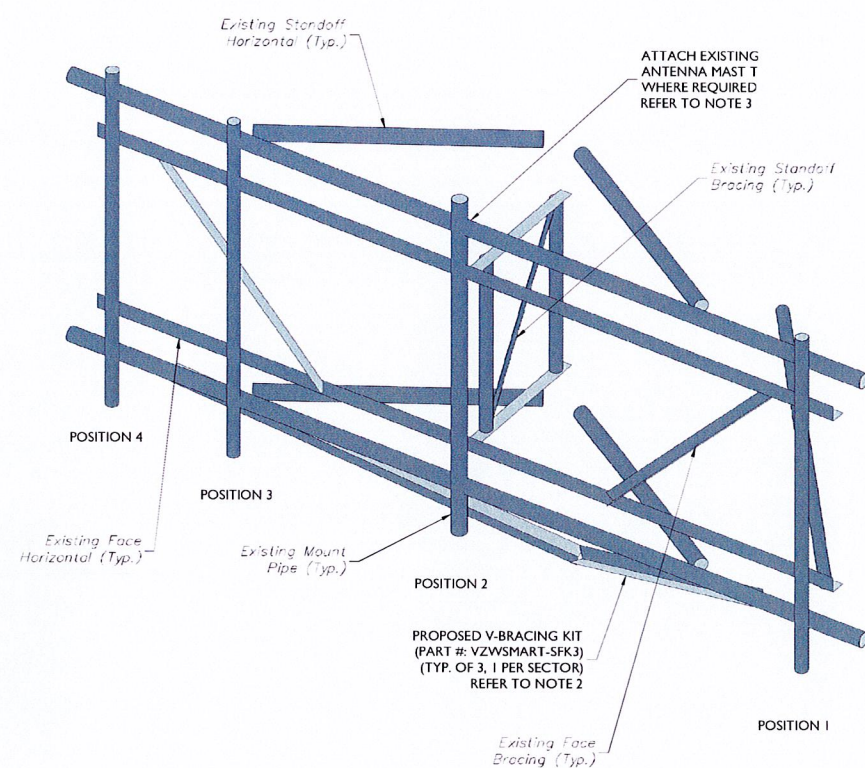 Existing Standoff
Horizontal (Typ.)
ATTACH EXISTING
ANTENNA MAST T
WHERE REQUIRED
REFER TO NOTE 3
Existing Standoff
Bracing (Typ.)
POSITION 4
POSITION 3
Existing Face
Horizontal (Typ.)
Existing Mount
Pipe (Typ.)
POSITION 2
PROPOSED V-BRACING KIT
(PART #: VZWSMART-SFK3)
(TYP. OF 3, 1 PER SECTOR)
REFER TO NOTE 2
POSITION 1
Existing Face
Bracing (Typ.)